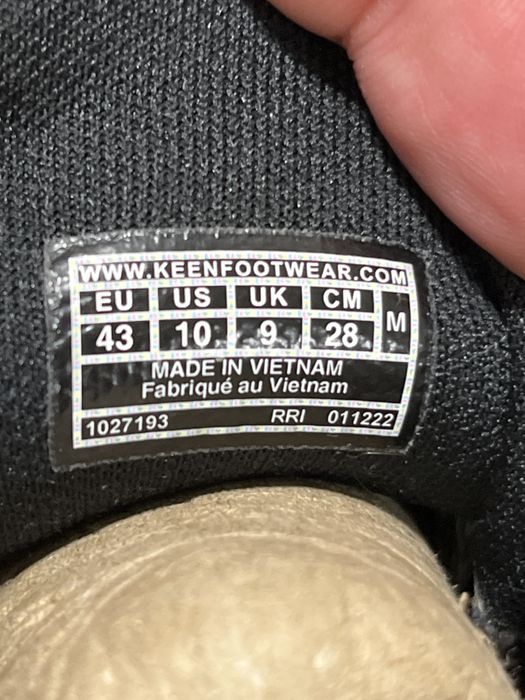 WWW.KEENFOOTWEAR.COM
EU US UK CM M
43 10 9 28
MADE IN VIETNAM
Fabriqué au Vietnam
1027193 RRI 011222